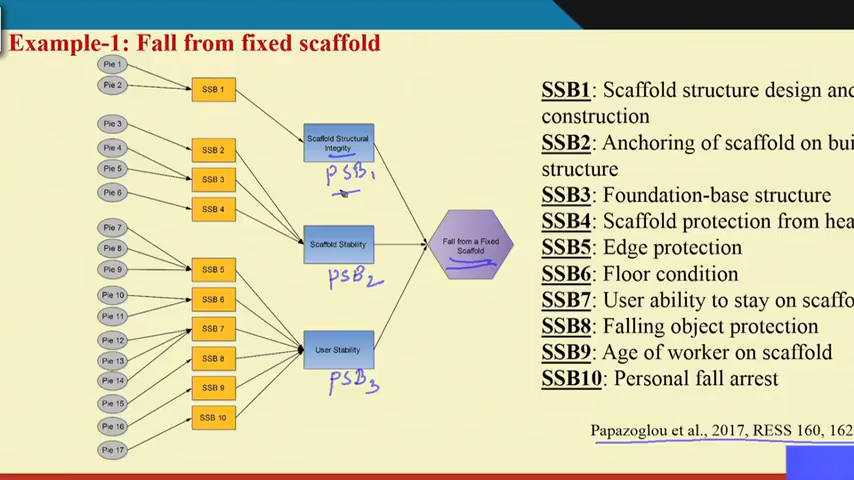 Example-1: Fall from fixed scaffold
Pie 1
Pie 2
Pie 3
Pie 4
Pie 5
Pie 6
Pie 7
Pie 8
Pie 9
Pie 10
Pie 11
Pie 12
Pie 13
Pie 14
Pie 15
Pie 16
Pie 17
SSB 1
SSB 2
SSB 3
SSB 4
SSB 5
SSB 6
SSB 7
SSB 8
SSB 9
SSB 10
Scaffold Structural
Integrity
PSB1
Scaffold Stability
PSB2
User Stability
PSB3
Fall from a Fixed
Scaffold
SSB1: Scaffold structure design and
construction
SSB2: Anchoring of scaffold on bui
structure
SSB3: Foundation-base structure
SSB4: Scaffold protection from hea
SSB5: Edge protection
SSB6: Floor condition
SSB7: User ability to stay on scaffo
SSB8: Falling object protection
SSB9: Age of worker on scaffold
SSB10: Personal fall arrest
Papazoglou et al., 2017, RESS 160, 162